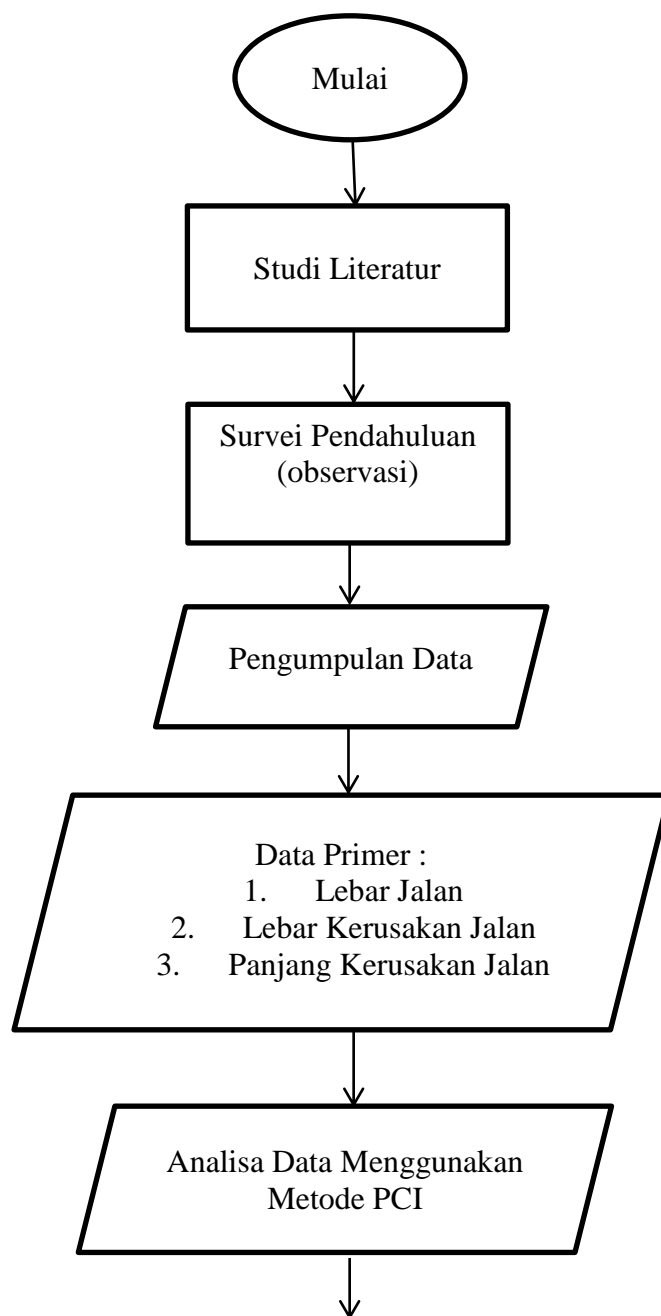 Mulai
Studi Literatur
Survei Pendahuluan
(observasi)
Pengumpulan Data
Data Primer :
1. Lebar Jalan
2. Lebar Kerusakan Jalan
3. Panjang Kerusakan Jalan
Analisa Data Menggunakan
Metode PCI